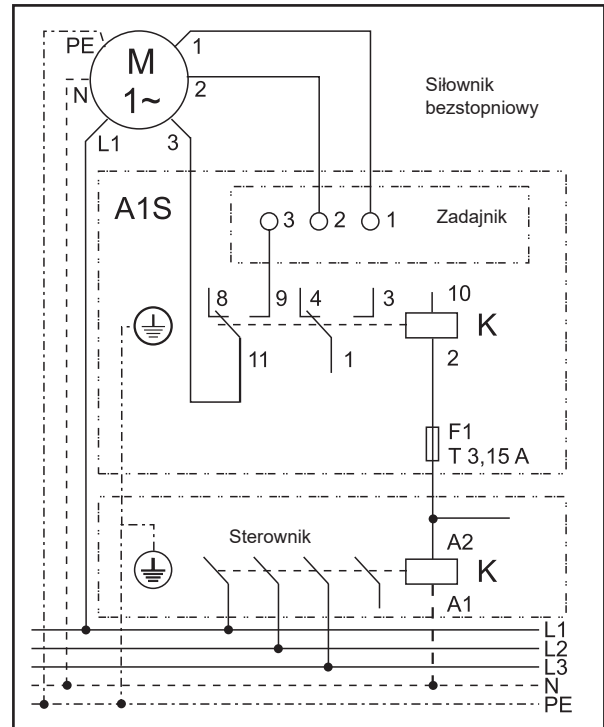 PE
1
M
1~
2
N
L1
3
Siłownik
bezstopniowy
A1S
3
2
1
Zadajnik
8
9
4
3
10
K
11
1
2
F1
T 3,15 A
Sterownik
A2
K
A1
L1
L2
L3
N
PE